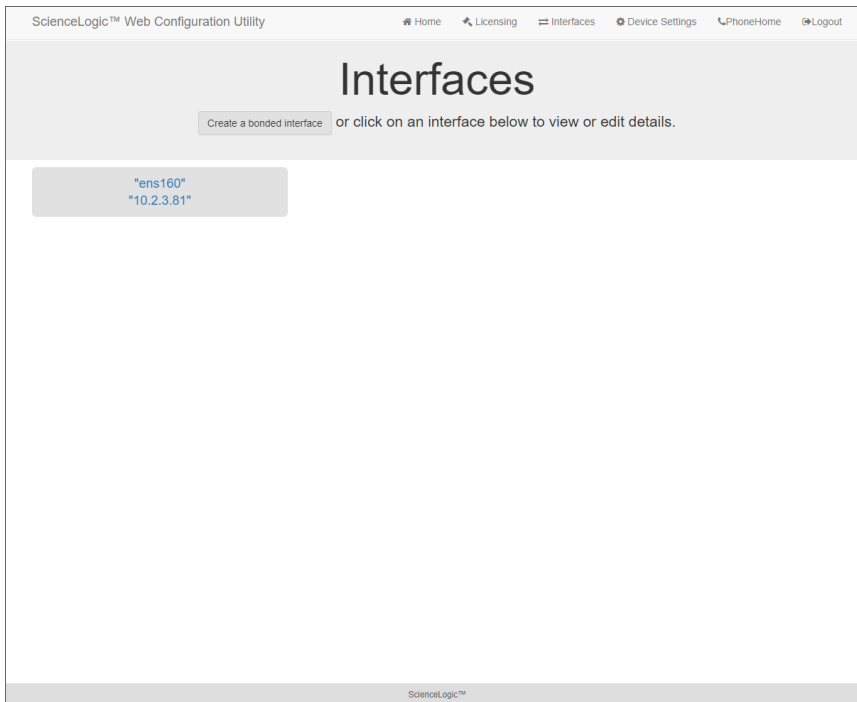 ScienceLogic™ Web Configuration Utility Home Licensing Interfaces Device Settings PhoneHome Logout
Interfaces
Create a bonded interface or click on an interface below to view or edit details.
"ens160"
"10.2.3.81"
ScienceLogic™